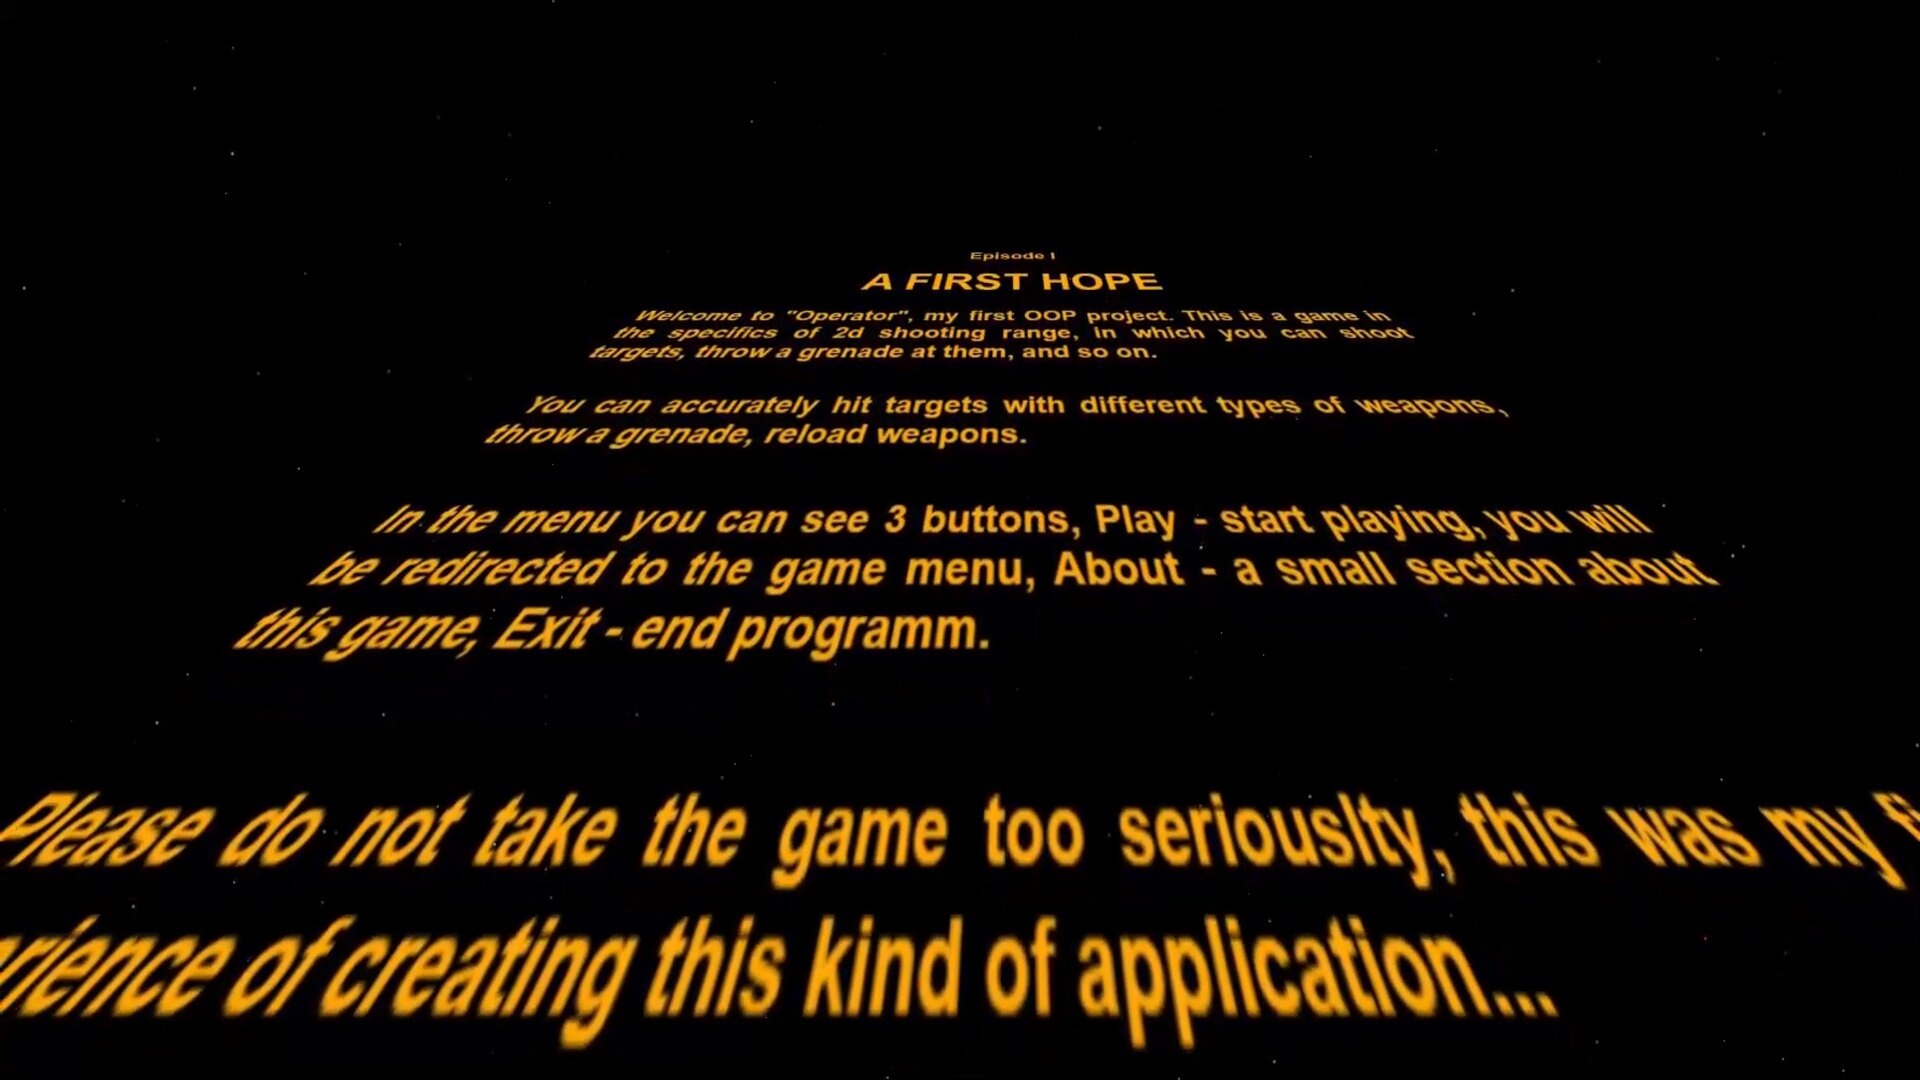 Episode I
A FIRST HOPE
Welcome to "Operator", my first OOP project. This is a game in
the specifics of 2d shooting range, in which you can shoot
targets, throw a grenade at them, and so on.
You can accurately hit targets with different types of weapons,
throw a grenade, reload weapons.
In the menu you can see 3 buttons, Play - start playing, you will
be redirected to the game menu, About - a small section about
this game, Exit - end programm.
Please do not take the game too seriouslty, this was my
of creating this kind of application...